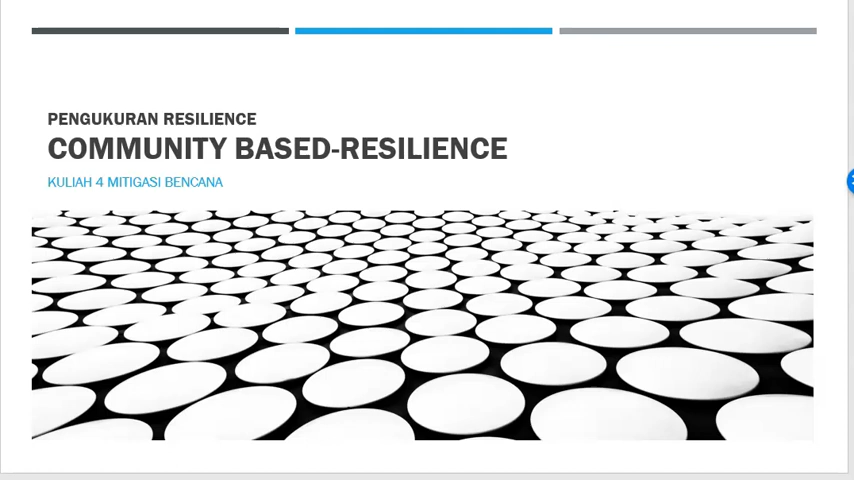 PENGUKURAN RESILIENCE
COMMUNITY BASED-RESILIENCE
KULIAH 4 MITIGASI BENCANA